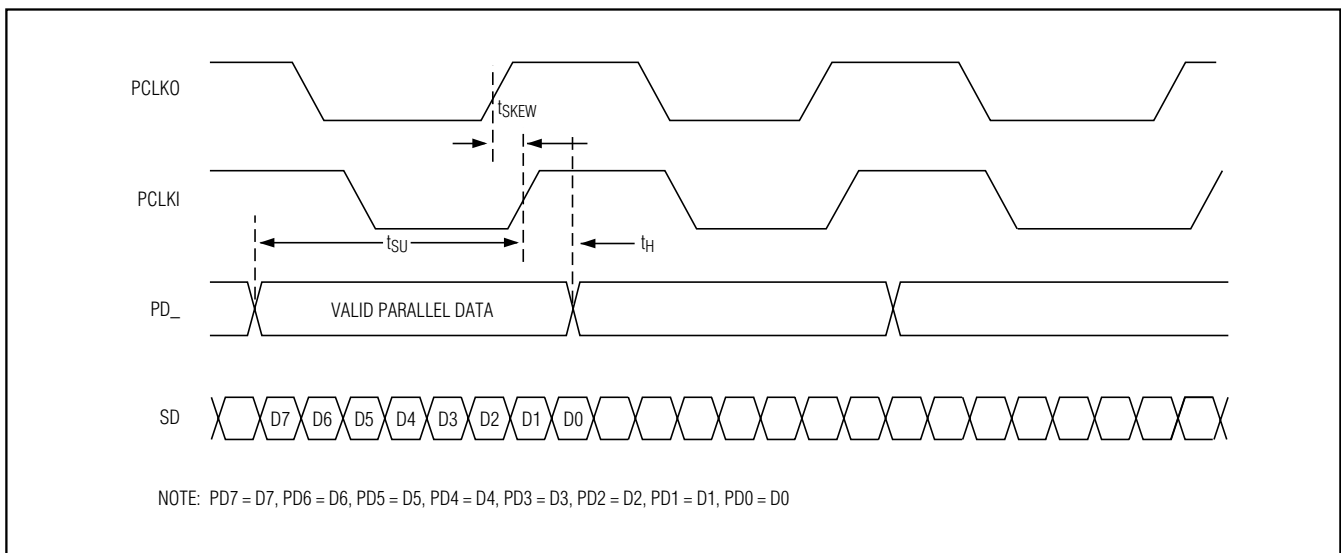 PCLKO
tSKEW
PCLKI
tSU
tH
PD_
VALID PARALLEL DATA
SD
D7 D6 D5 D4 D3 D2 D1 D0
NOTE: PD7 = D7, PD6 = D6, PD5 = D5, PD4 = D4, PD3 = D3, PD2 = D2, PD1 = D1, PD0 = D0